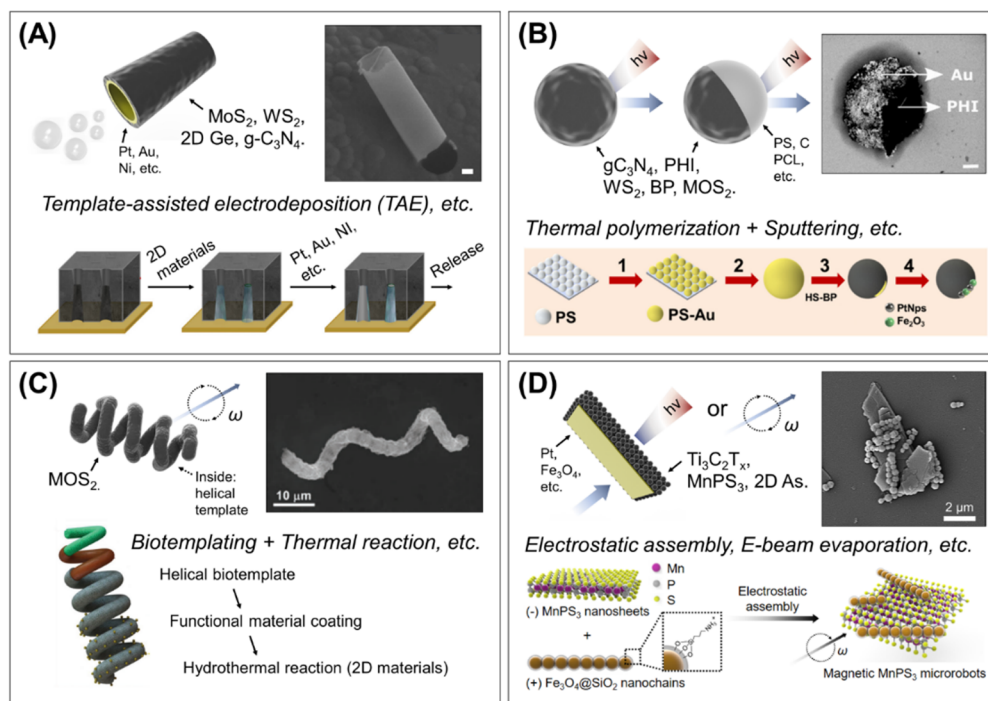 (A)
MoS2, WS2,
2D Ge, g-C3N4.
Pt, Au,
Ni, etc.
Template-assisted electrodeposition (TAE), etc.
2D
materials
Pt, Au, NI,
etc.
Release
(B)
hv
hv
Au
PHI
PS, C
PCL,
etc.
gC3N4, PHI,
WS2, BP, MOS2.
Thermal polymerization + Sputtering, etc.
1
2
3
4
HS-BP
PS
PS-Au
PtNps
Fe2O3
(C)
ω
MOS2.
Inside:
helical
template
10 μm
Biotemplating + Thermal reaction, etc.
Helical biotemplate
Functional material coating
Hydrothermal reaction (2D materials)
(D)
hv
or
ω
Pt,
Fe3O4,
etc.
Ti3C2Tx,
MnPS3, 2D As.
2 μm
Electrostatic assembly, E-beam evaporation, etc.
Mn
P
S
(-) MnPS3 nanosheets
+
(+) Fe3O4@SiO2 nanochains
Electrostatic
assembly
ω
Magnetic MnPS3 microrobots